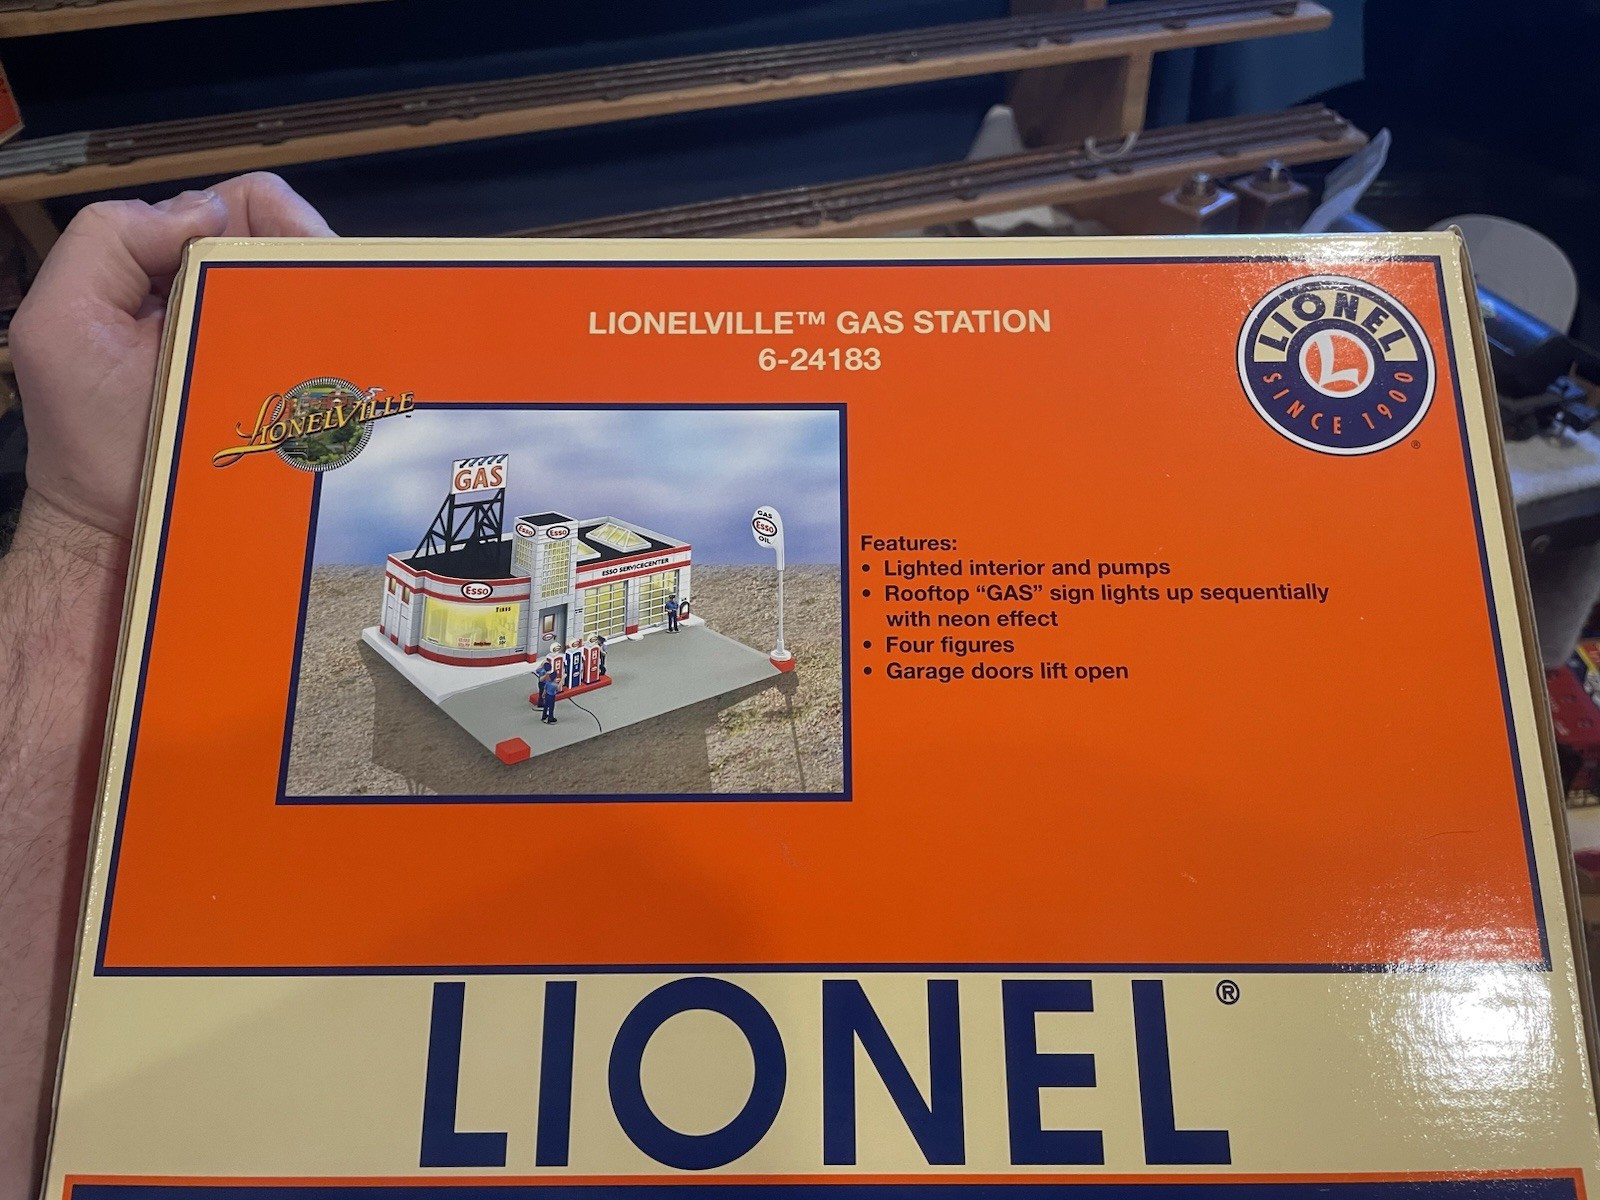 LIONELVILLE™ GAS STATION
6-24183
LIONEL
L
SINCE 1900
®
LIONELVILLE
GAS
Esso Esso
GAS
Esso
OIL
ESSO SERVICENTER
Esso
Features:
• Lighted interior and pumps
• Rooftop “GAS” sign lights up sequentially
with neon effect
• Four figures
• Garage doors lift open
LIONEL®